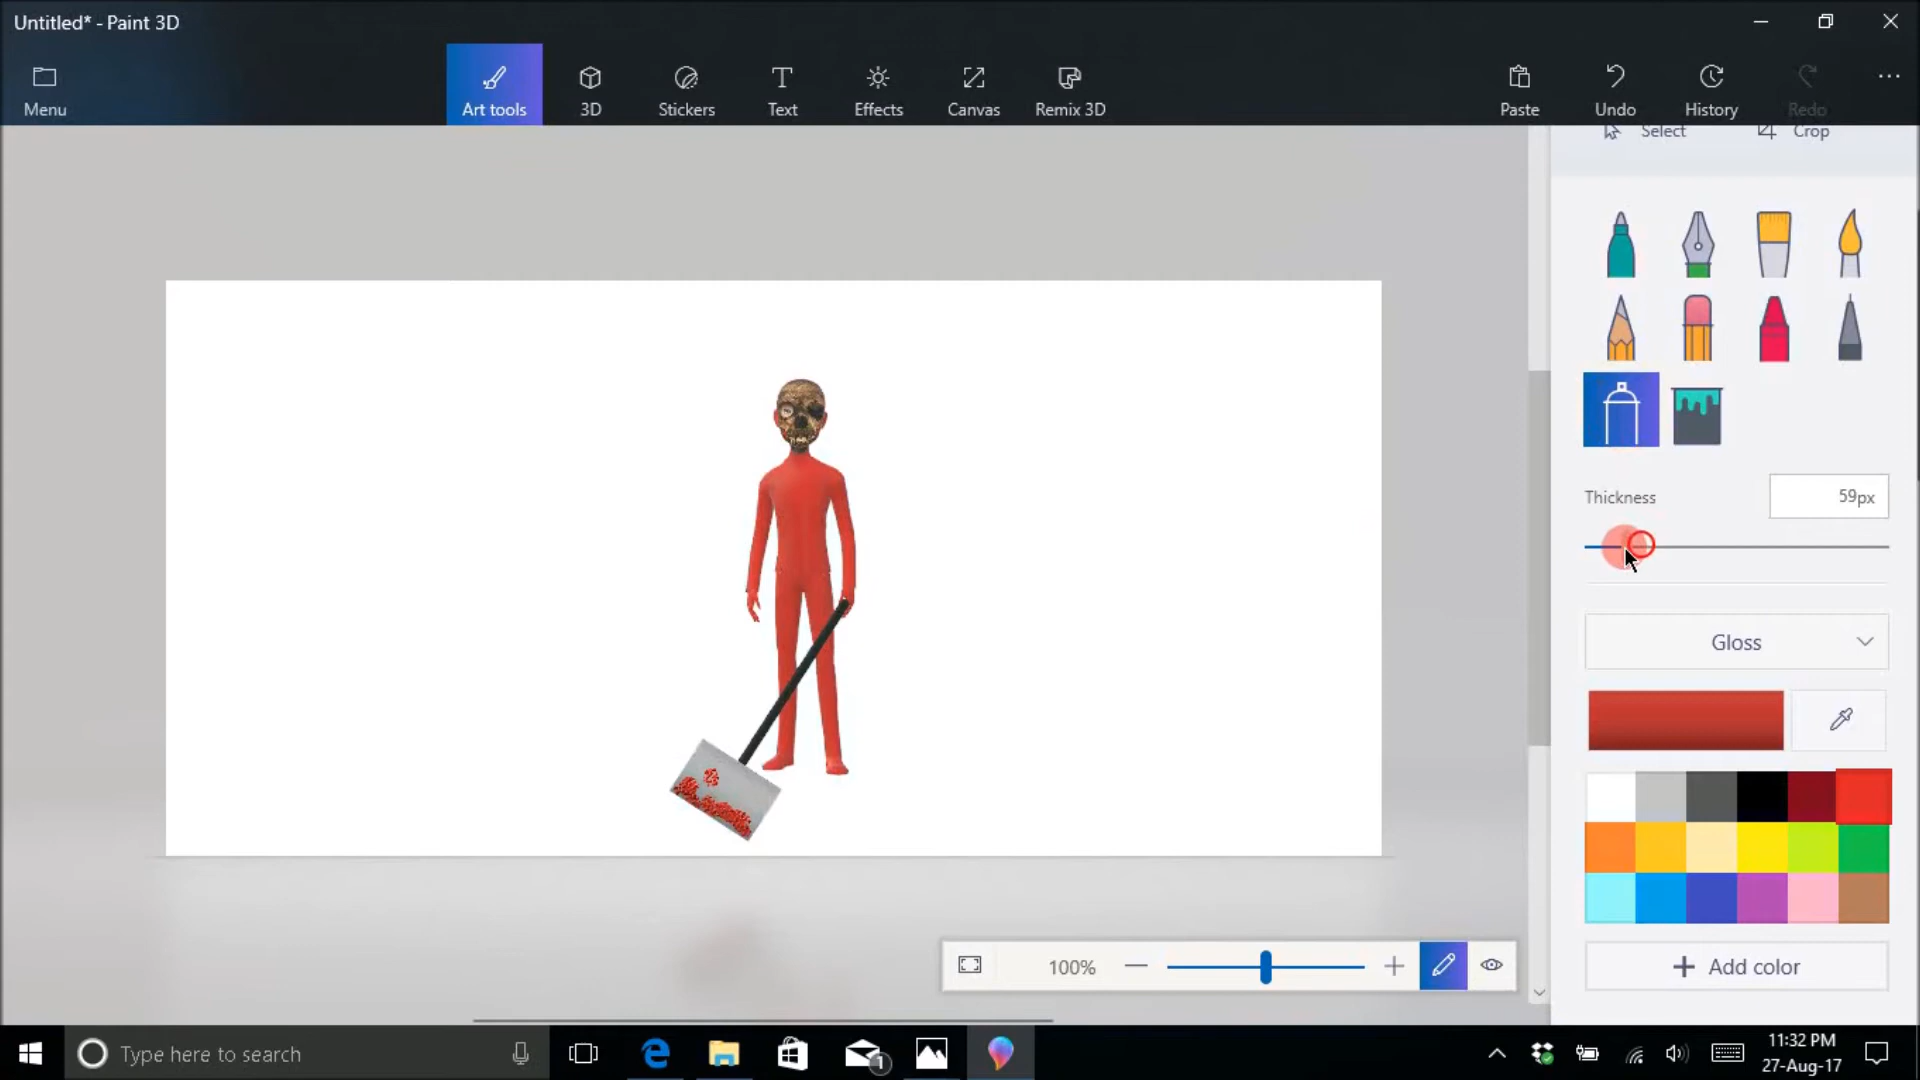 Untitled* - Paint 3D
Menu
Art tools
3D
Stickers
Text
Effects
Canvas
Remix 3D
Paste
Undo
History
Redo
Select
Crop
Thickness
59px
Gloss
Add color
100%
Type here to search
1
11:32 PM
27-Aug-17